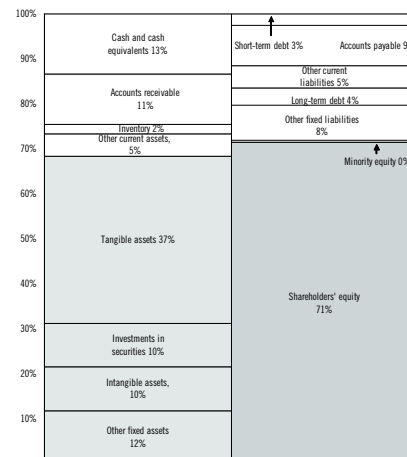 100%
90%
80%
70%
60%
50%
40%
30%
20%
10%
Cash and cash
equivalents 13%
Accounts receivable
11%
Inventory 2%
Other current assets,
5%
Tangible assets 37%
Investments in
securities 10%
Intangible assets,
10%
Other fixed assets
12%
Short-term debt 3%
Accounts payable 9
Other current
liabilities 5%
Long-term debt 4%
Other fixed liabilities
8%
Minority equity 0%
Shareholders' equity
71%